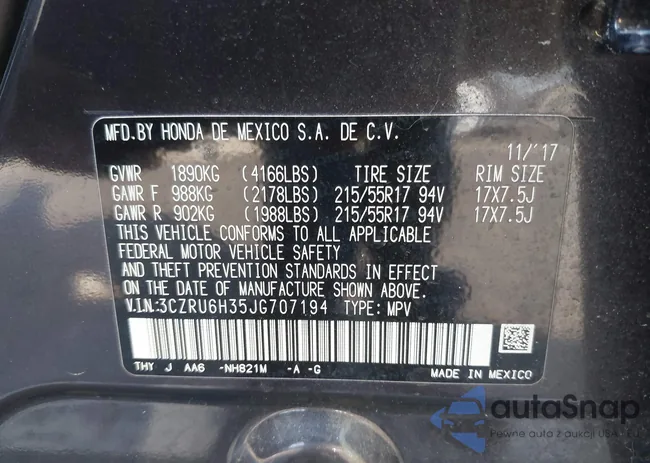 MFD.BY HONDA DE MEXICO S.A. DE C.V.
11/'17
GVWR 1890KG (4166LBS) TIRE SIZE RIM SIZE
GAWR F 988KG (2178LBS) 215/55R17 94V 17X7.5J
GAWR R 902KG (1988LBS) 215/55R17 94V 17X7.5J
THIS VEHICLE CONFORMS TO ALL APPLICABLE
FEDERAL MOTOR VEHICLE SAFETY
AND THEFT PREVENTION STANDARDS IN EFFECT
ON THE DATE OF MANUFACTURE SHOWN ABOVE.
V.I.N:3CZRU6H35JG707194 TYPE: MPV
THY J AA6 -NH821M -A -G MADE IN MEXICO
autoSnap
Pewne auta z aukcji